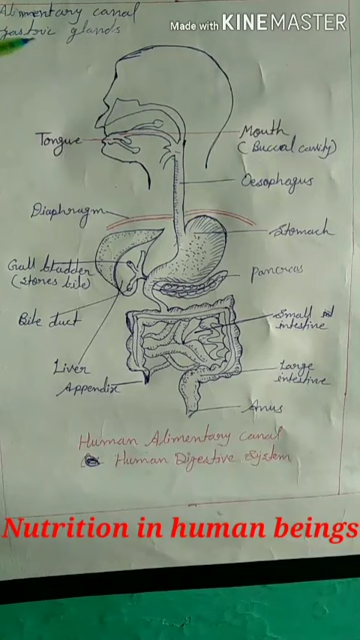 Alimentary canal
gastric glands
Made with KINEMASTER
Tongue
Mouth
(Buccal cavity)
Oesophagus
Diaphragm
Stomach
Gall bladder
(stores bile)
Pancreas
Bile duct
Small
intestine
Liver
Large
intestine
Appendix
Anus
Human Alimentary Canal
Human Digestive System
Nutrition in human beings